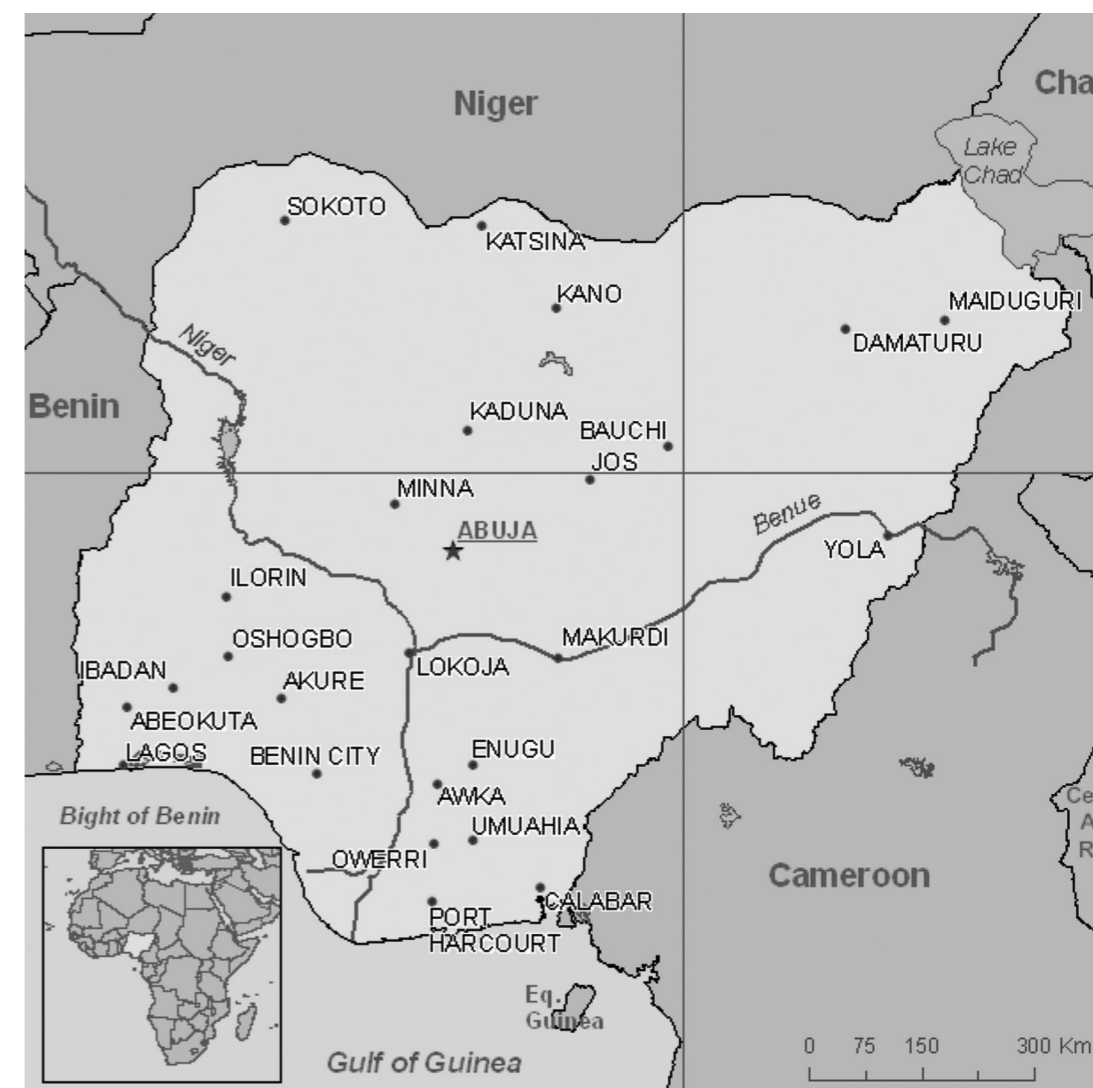 Niger
Cha
Lake
Chad
SOKOTO
KATSINA
KANO
MAIDUGURI
DAMATURU
Niger
Benin
KADUNA
BAUCHI
JOS
MINNA
Benue
ABUJA
YOLA
ILORIN
OSHOGBO
MAKURDI
LOKOJA
IBADAN
AKURE
ABEOKUTA
LAGOS
BENIN CITY
ENUGU
AWKA
Ce
A
R
Bight of Benin
UMUAHIA
OWERRI
Cameroon
CALABAR
PORT
HARCOURT
Eq.
Guinea
Gulf of Guinea
0 75 150 300 Km